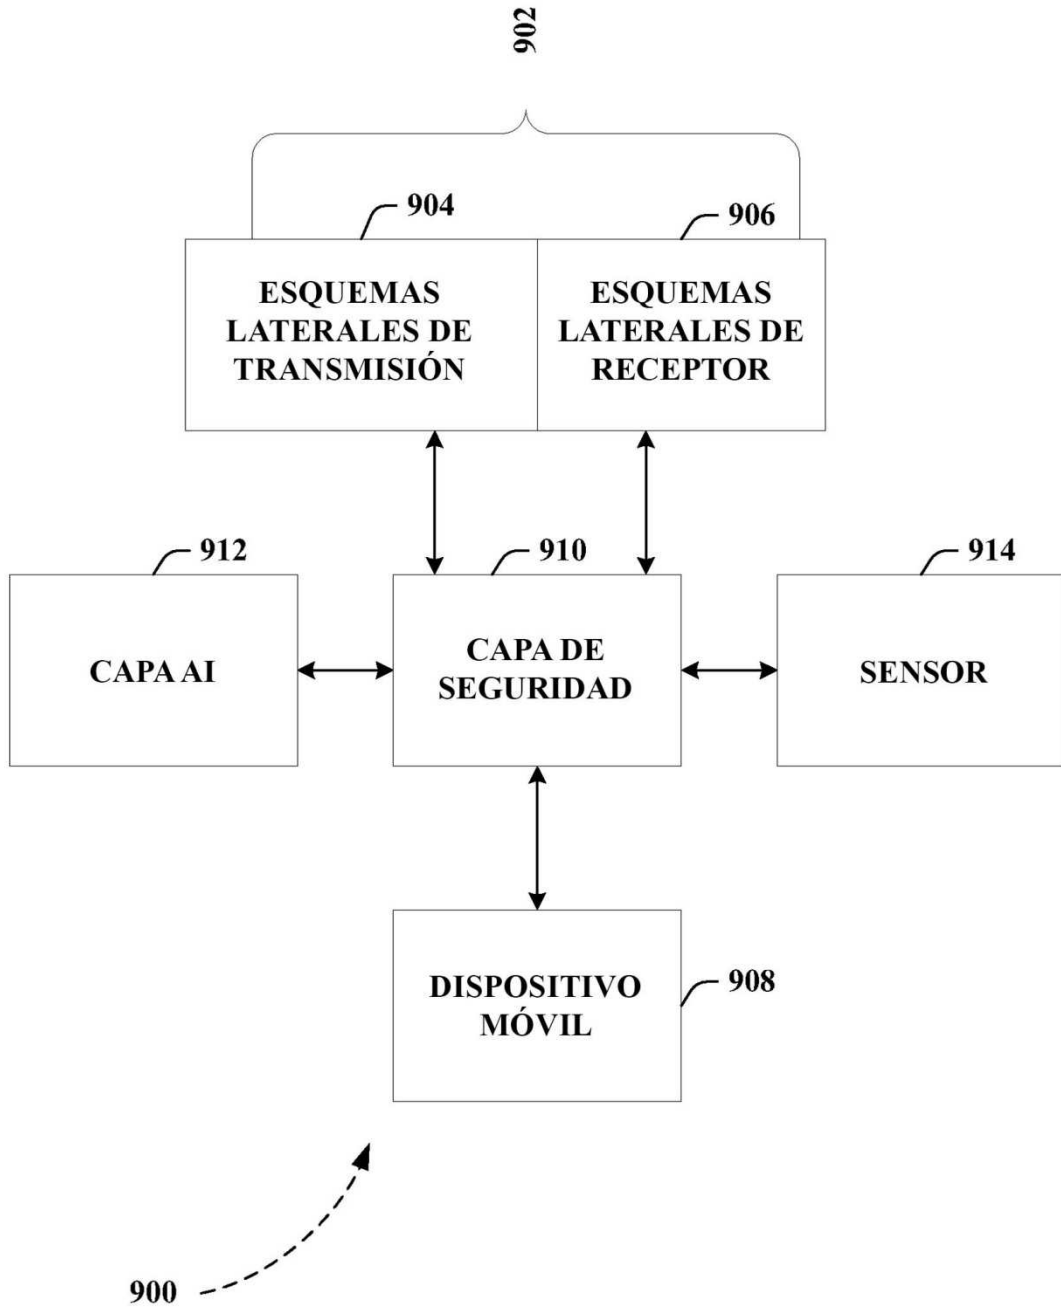 902
904
906
ESQUEMAS
LATERALES DE
TRANSMISIÓN
ESQUEMAS
LATERALES DE
RECEPTOR
912
910
914
CAPA AI
CAPA DE
SEGURIDAD
SENSOR
DISPOSITIVO
MÓVIL
908
900